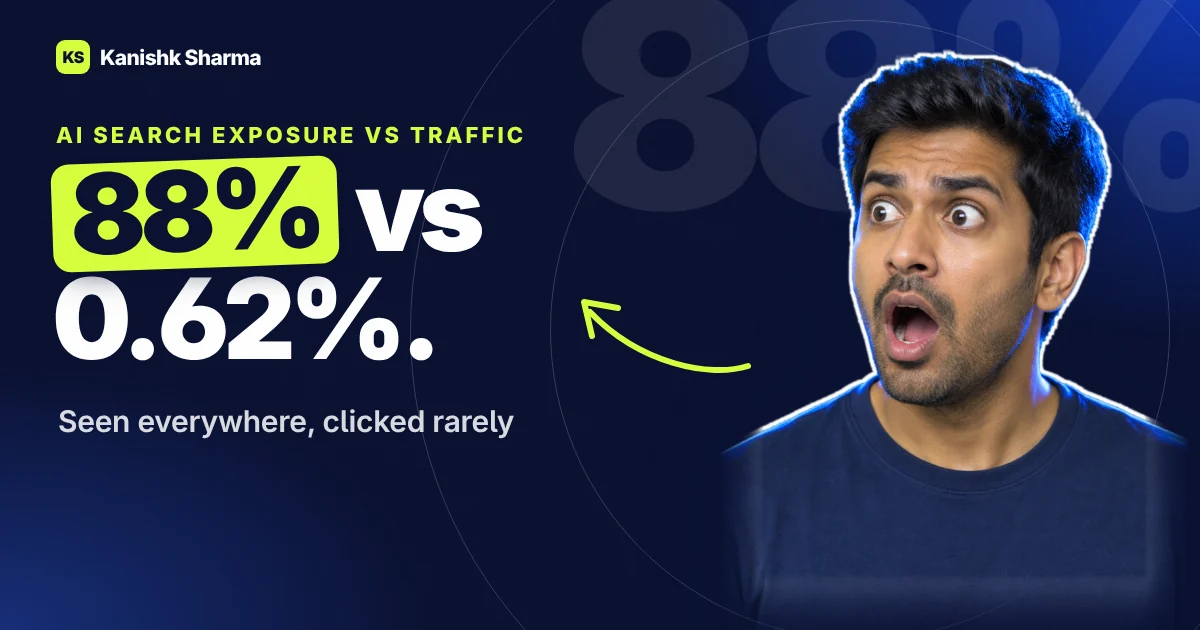 KS Kanishk Sharma
AI SEARCH EXPOSURE VS TRAFFIC
88% vs
0.62%.
Seen everywhere, clicked rarely
88%